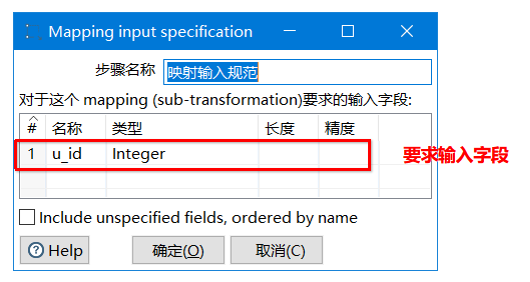 Mapping input specification
步骤名称 映射输入规范
对于这个 mapping (sub-transformation)要求的输入字段:
# 名称 类型 长度 精度
1 u_id Integer
要求输入字段
Include unspecified fields, ordered by name
Help 确定(O) 取消(C)